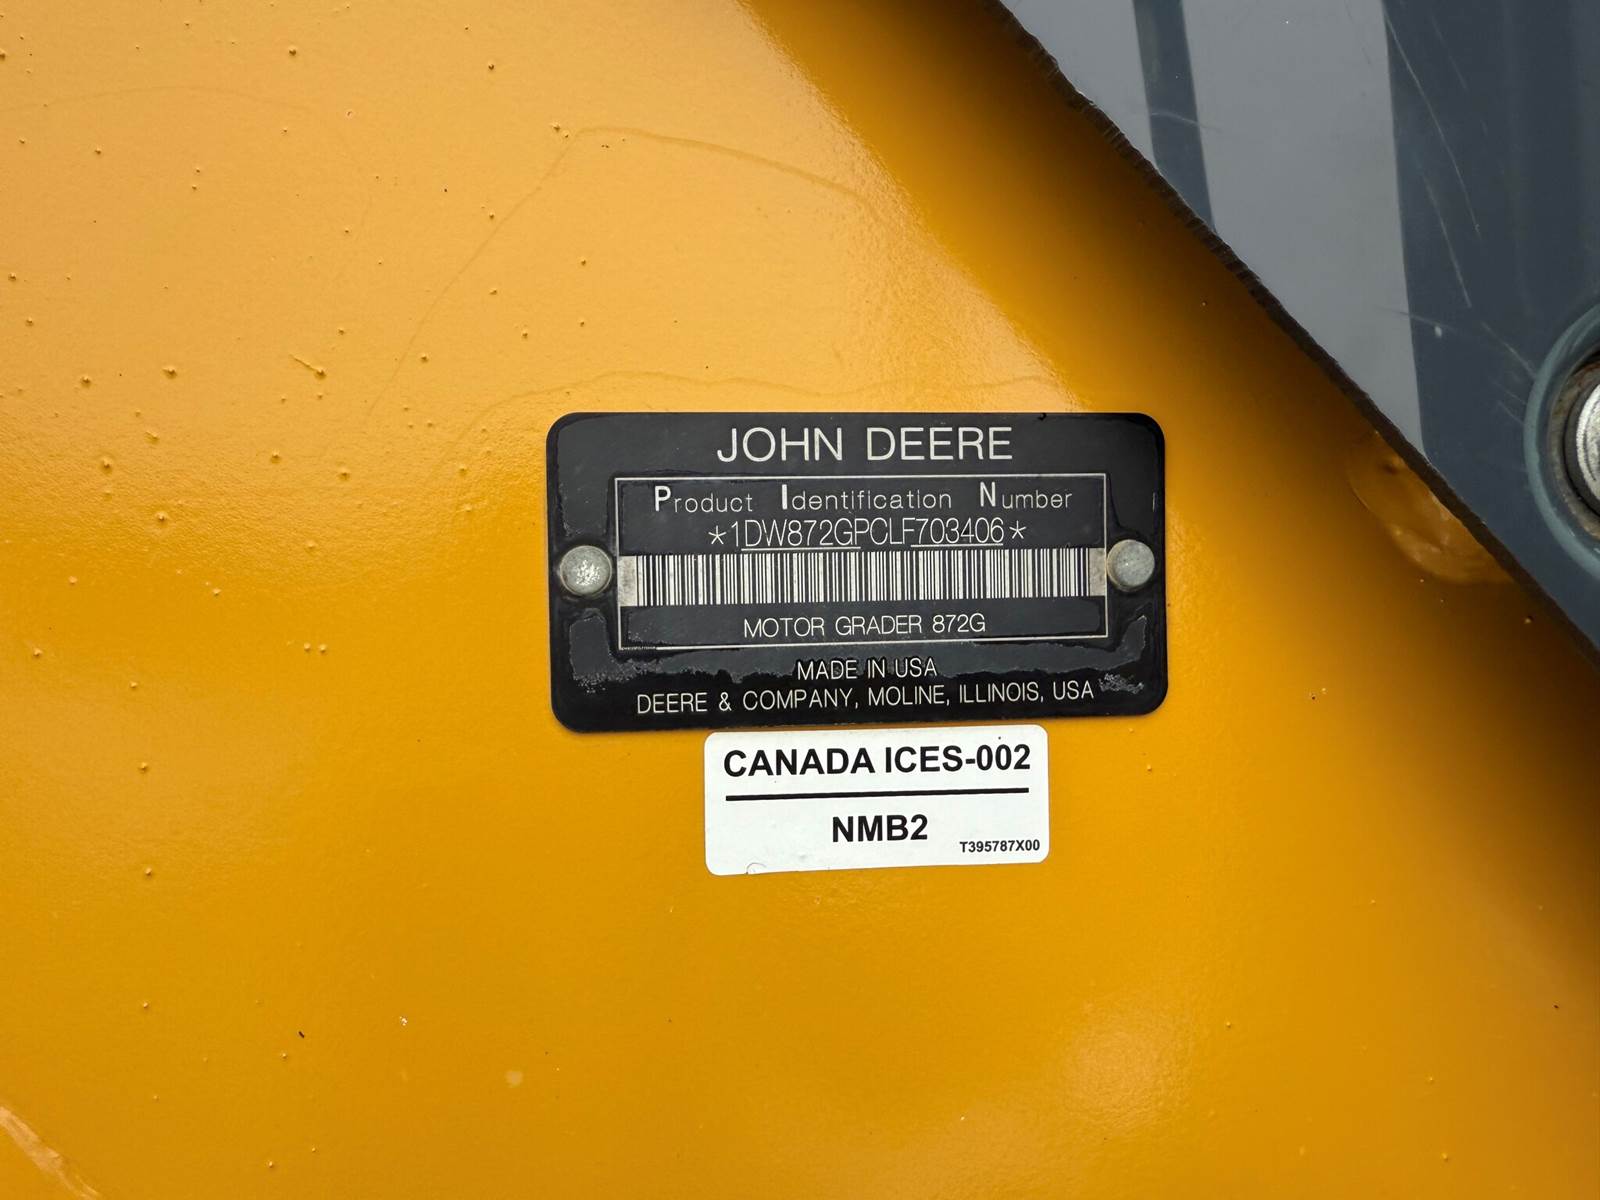 JOHN DEERE
Product Identification Number
*1DW872GPCLF703406*
MOTOR GRADER 872G
MADE IN USA
DEERE & COMPANY, MOLINE, ILLINOIS, USA
CANADA ICES-002
NMB2
T395787X00